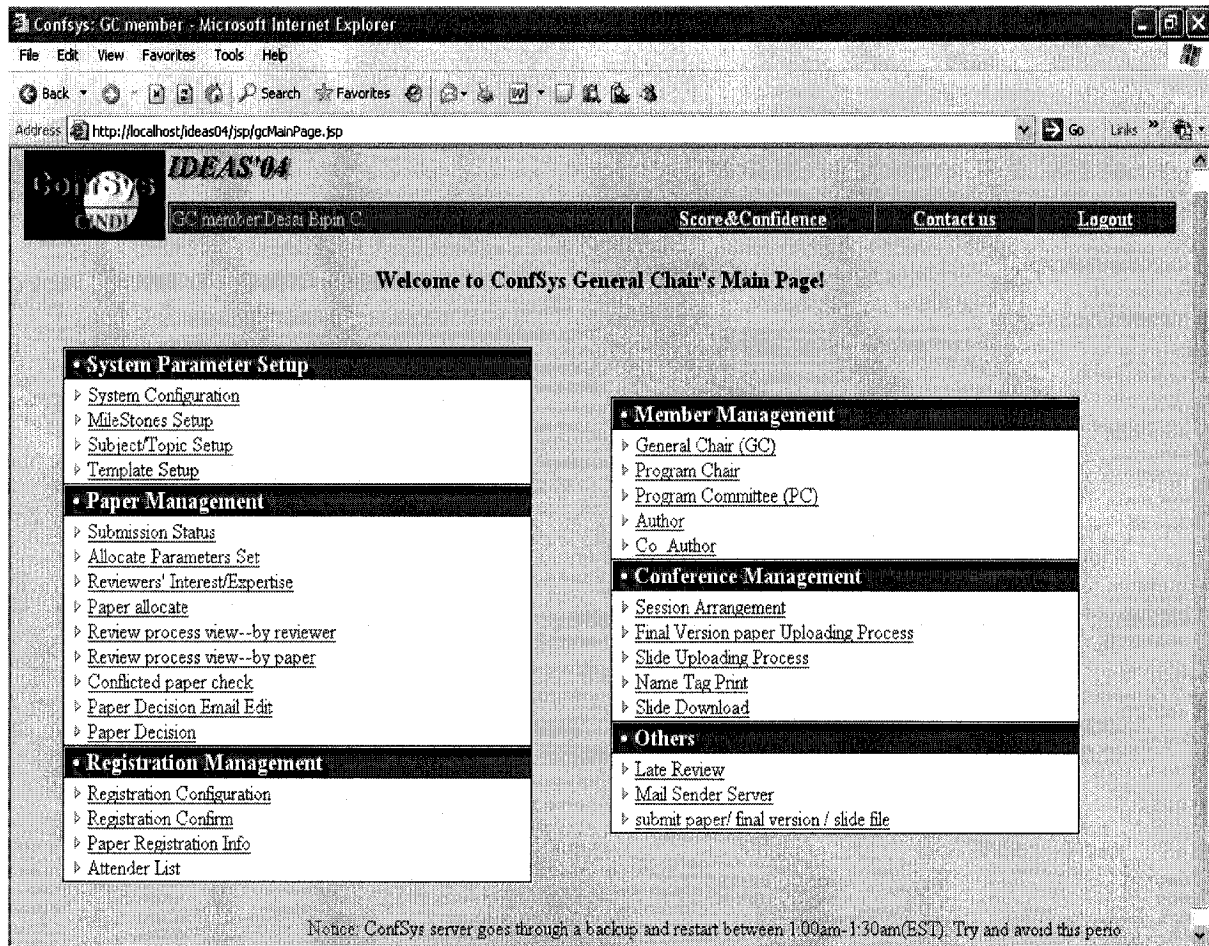 Confsys: GC member - Microsoft Internet Explorer
File Edit View Favorites Tools Help
Back Search Favorites
Address http://localhost/ideas04/jsp/gcMainPage.jsp Go Links »
ConfSys
CINDI
IDEAS'04
GC member:Desai Bipin C. Score&Confidence Contact us Logout
Welcome to ConfSys General Chair's Main Page!
• System Parameter Setup
System Configuration
MileStones Setup
Subject/Topic Setup
Template Setup
• Paper Management
Submission Status
Allocate Parameters Set
Reviewers' Interest/Expertise
Paper allocate
Review process view--by reviewer
Review process view--by paper
Conflicted paper check
Paper Decision Email Edit
Paper Decision
• Registration Management
Registration Configuration
Registration Confirm
Paper Registration Info
Attender List
• Member Management
General Chair (GC)
Program Chair
Program Committee (PC)
Author
Co_Author
• Conference Management
Session Arrangement
Final Version paper Uploading Process
Slide Uploading Process
Name Tag Print
Slide Download
• Others
Late Review
Mail Sender Server
submit paper/ final version / slide file
Notice: ConfSys server goes through a backup and restart between 1:00am-1:30am(EST). Try and avoid this perio